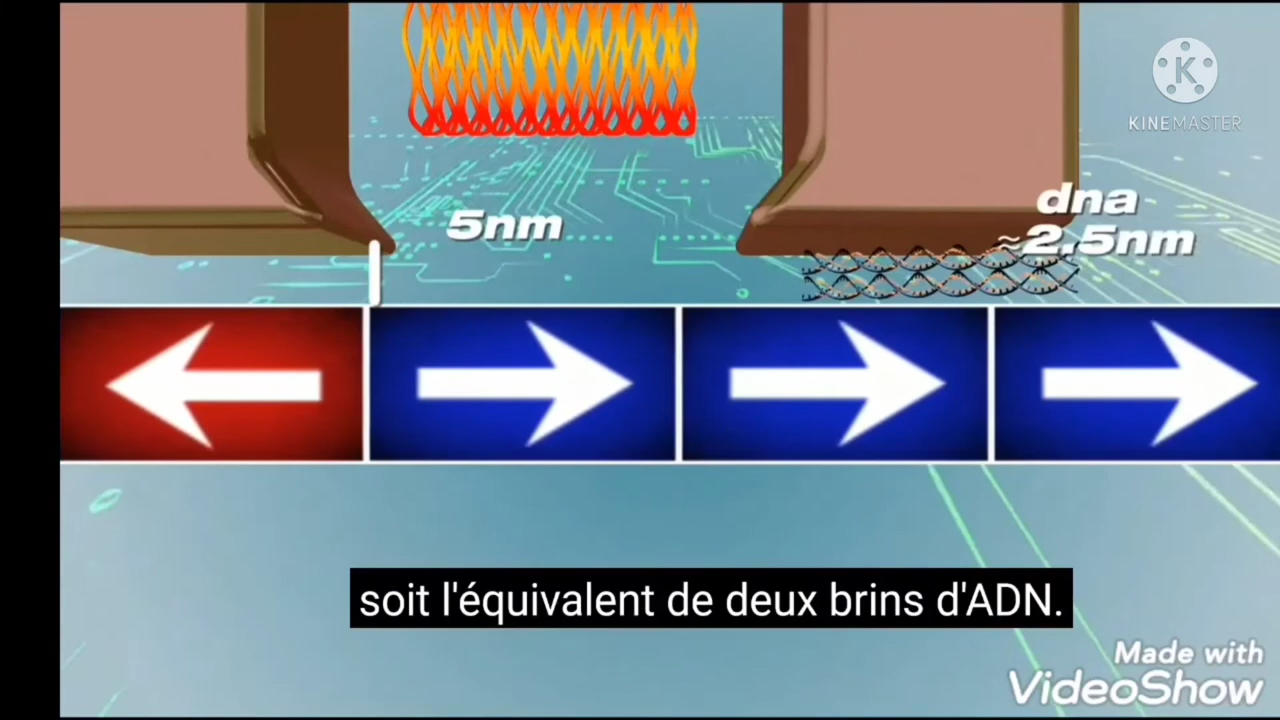 K
KINEMASTER
dna
5nm
≈2.5nm
soit l'équivalent de deux brins d'ADN.
Made with
VideoShow